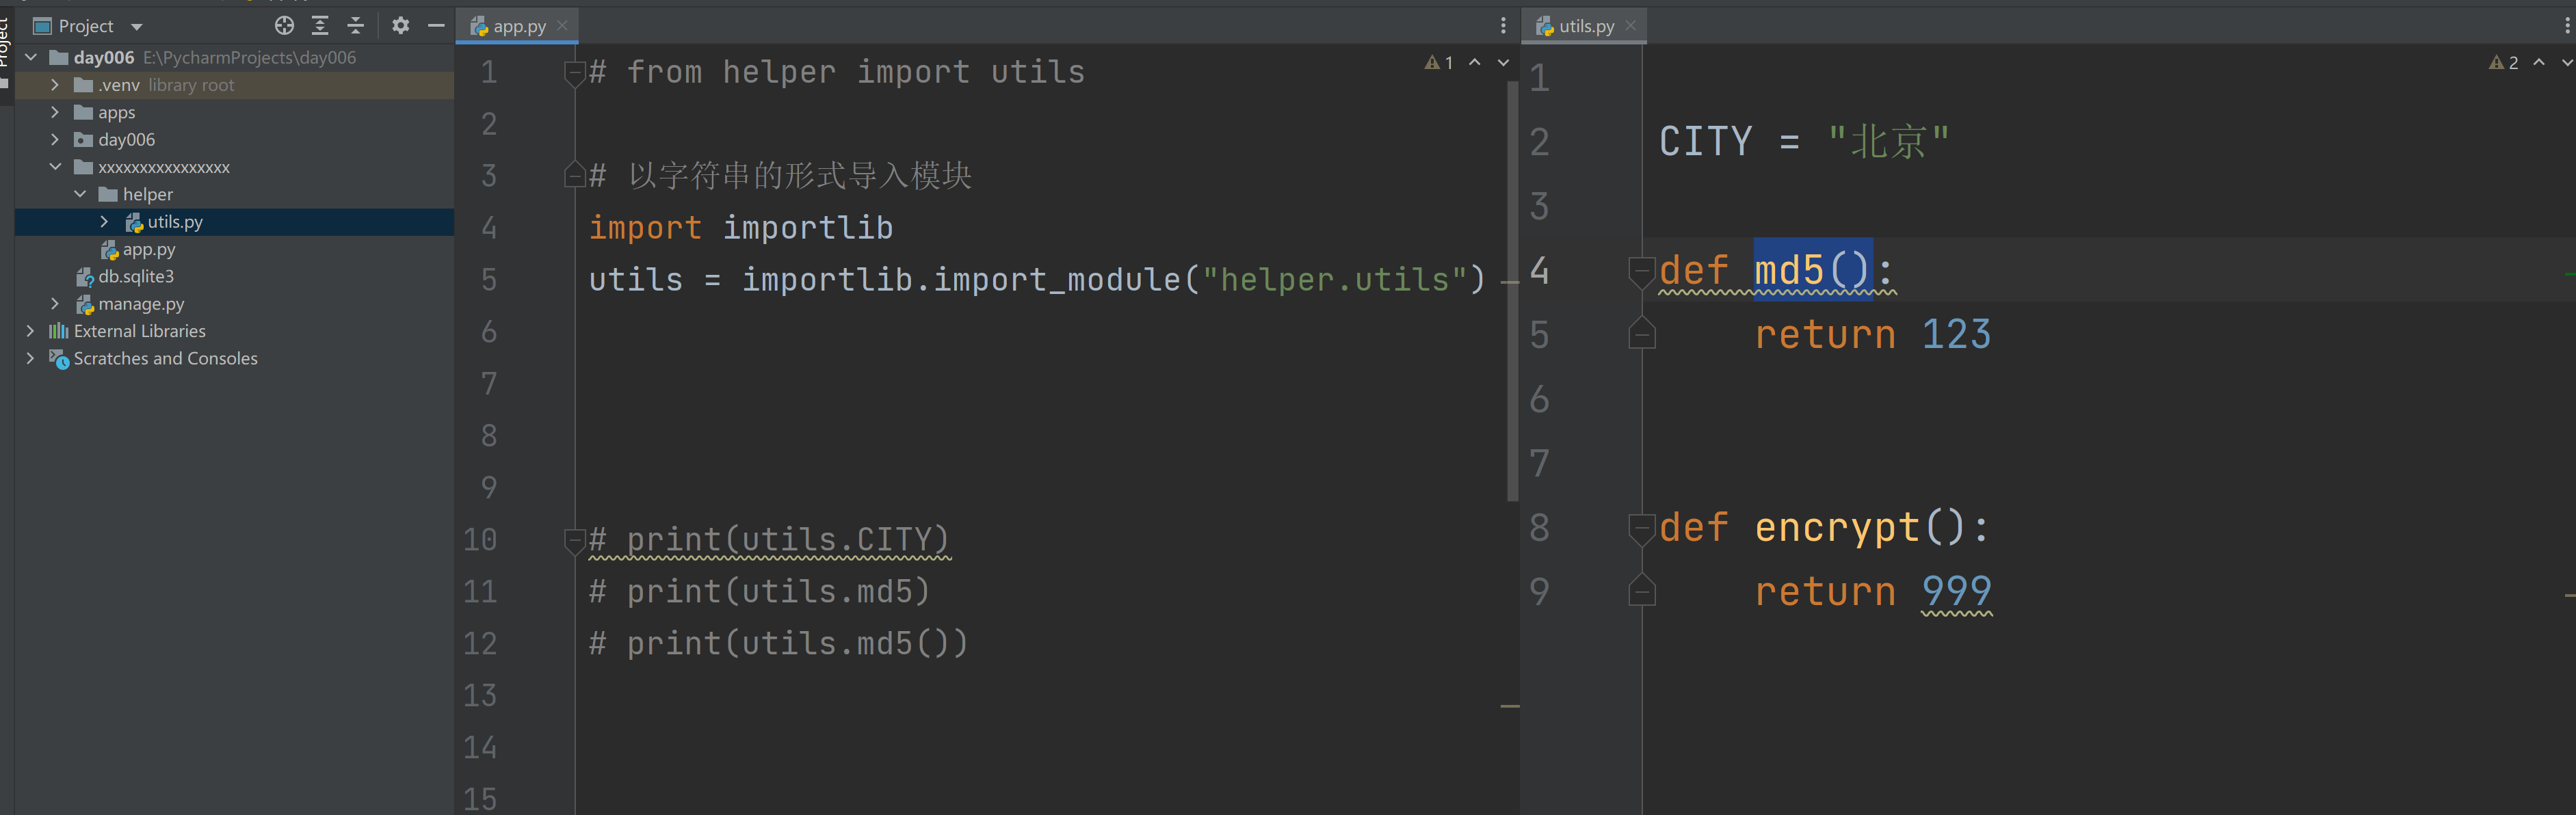 Project
Project
day006 E:\PycharmProjects\day006
.venv library root
apps
day006
xxxxxxxxxxxxxxxx
helper
utils.py
app.py
db.sqlite3
manage.py
External Libraries
Scratches and Consoles
app.py
1
1 # from helper import utils
2
3 # 以字符串的形式导入模块
4 import importlib
5 utils = importlib.import_module("helper.utils")
6
7
8
9
10 # print(utils.CITY)
11 # print(utils.md5)
12 # print(utils.md5())
13
14
15
utils.py
2
1
2 CITY = "北京"
3
4 def md5():
5 return 123
6
7
8 def encrypt():
9 return 999